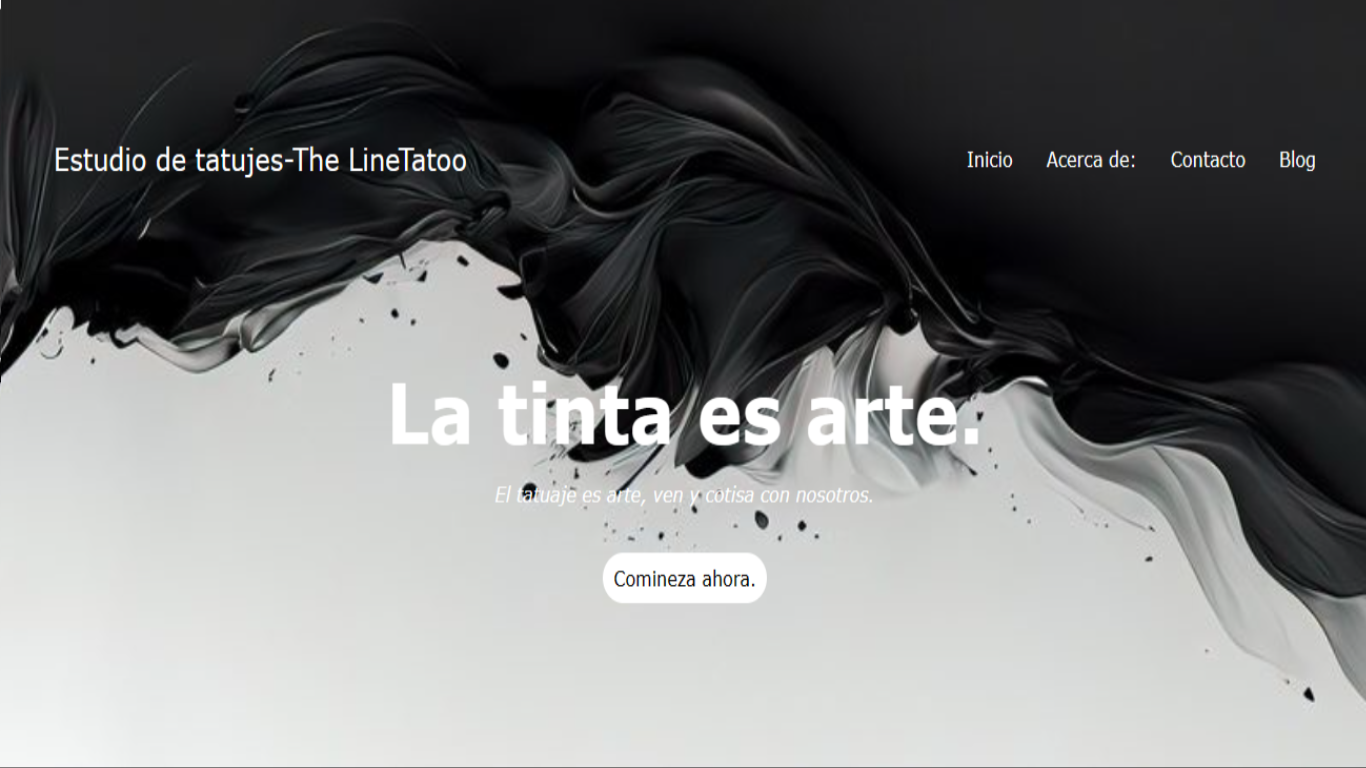 Estudio de tatujes-The LineTatoo
Inicio Acerca de: Contacto Blog
La tinta es arte.
El tatuaje es arte, ven y cotisa con nosotros.
Comineza ahora.